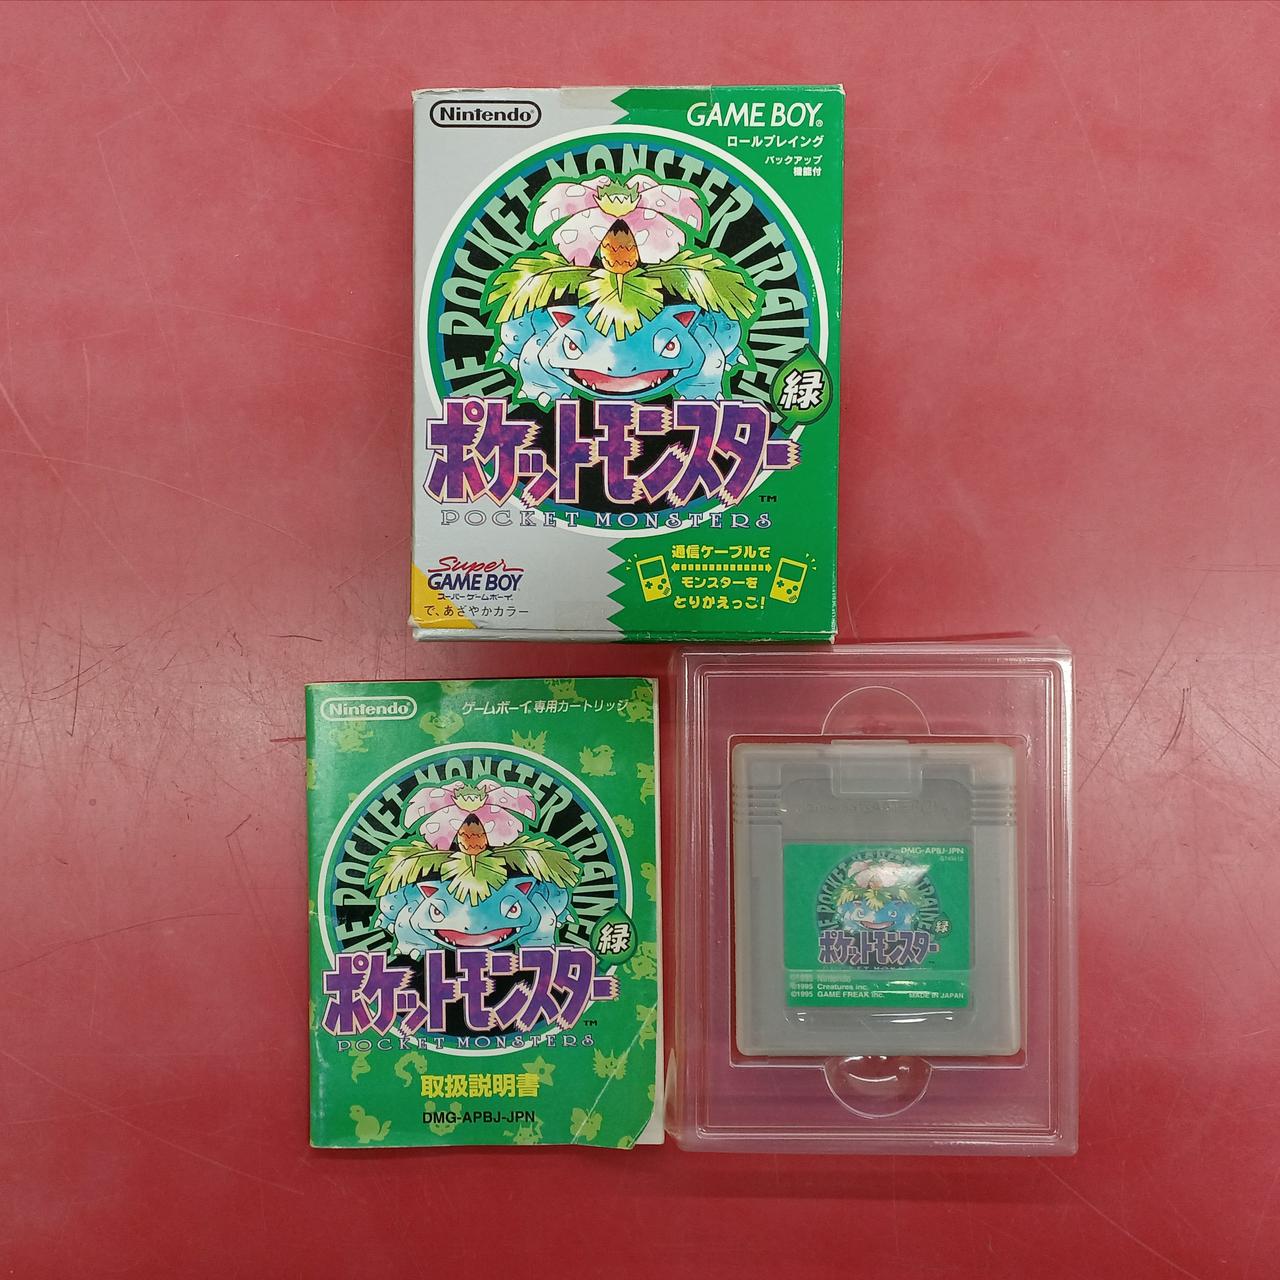 Nintendo®
GAME BOY®
ロールプレイング
バックアップ
機能付
THE POCKET MONSTER TRAINER
緑
ポケットモンスター
TM
POCKET MONSTERS
Super
GAME BOY
スーパーゲームボーイ
で、あざやかカラー
通信ケーブルで
モンスターを
とりかえっこ!
Nintendo®
ゲームボーイ®専用カートリッジ
THE POCKET MONSTER TRAINER
緑
ポケットモンスター
TM
POCKET MONSTERS
取扱説明書
DMG-APBJ-JPN
DMG-APBJ-JPN
緑
ポケットモンスター
POCKET MONSTERS
©1995 Nintendo
©1995 Creatures inc.
©1995 GAME FREAK inc. MADE IN JAPAN